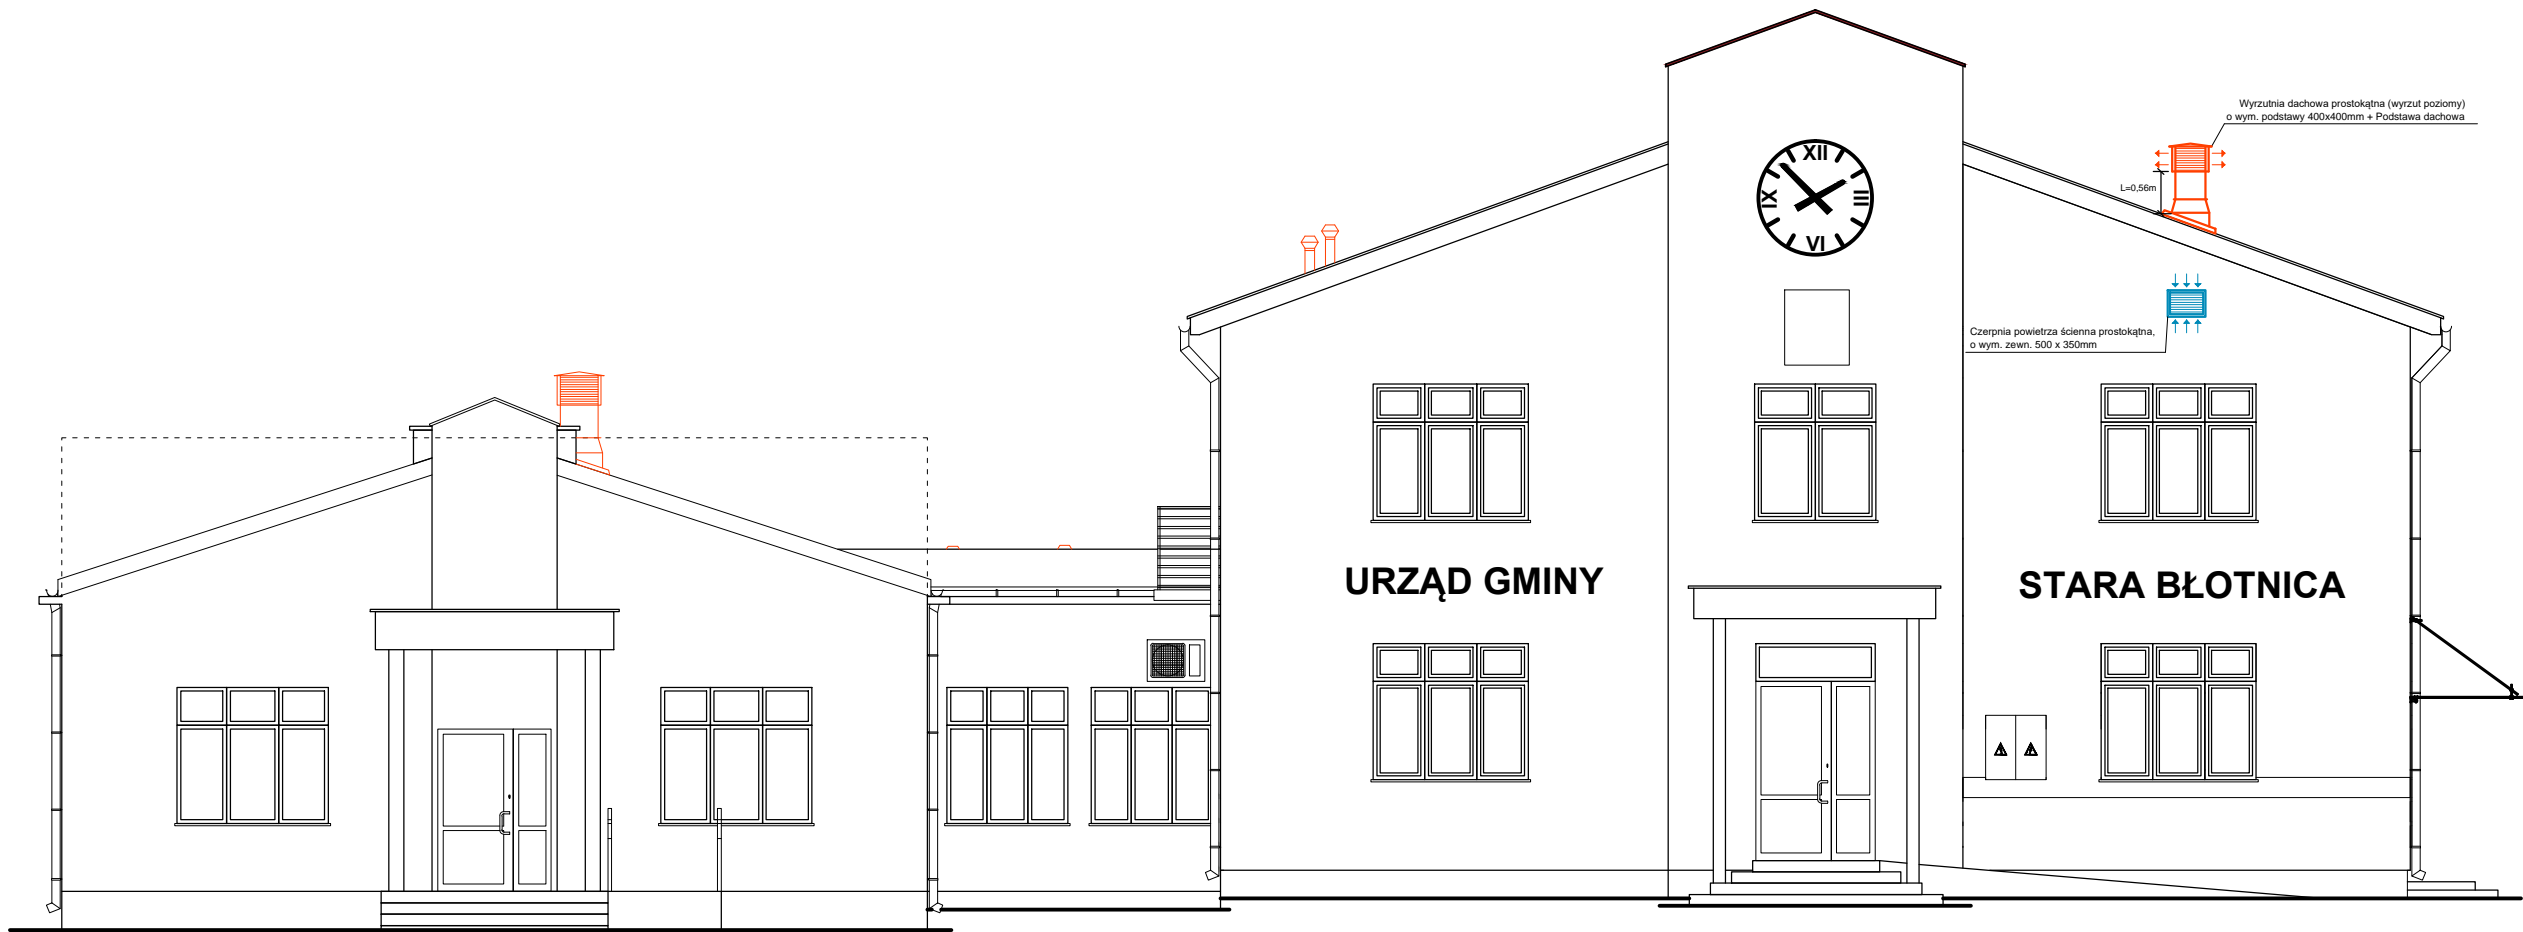 Wyrzutnia dachowa prostokątna (wyrzut poziomy)
o wym. podstawy 400x400mm + Podstawa dachowa
XII
IX
III
VI
L=0,56m
Czerpnia powietrza ścienna prostokątna,
o wym. zewn. 500 x 350mm
URZĄD GMINY
STARA BŁOTNICA